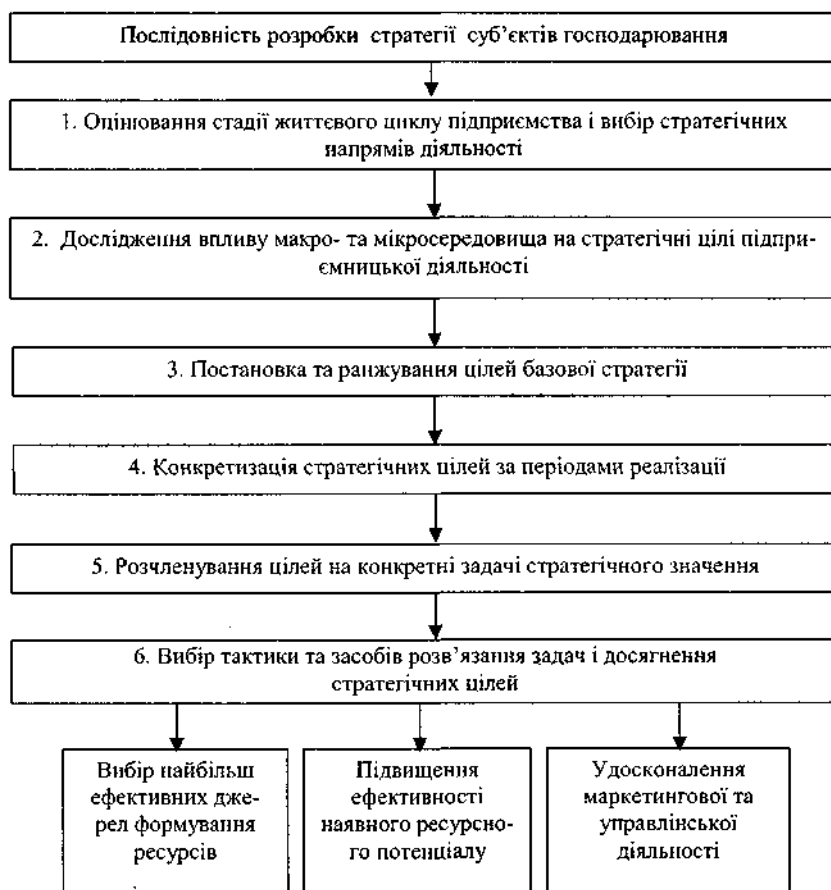 Послідовність розробки стратегії суб’єктів господарювання
1. Оцінювання стадії життєвого циклу підприємства і вибір стратегічних
напрямів діяльності
2. Дослідження впливу макро- та мікросередовища на стратегічні цілі підпри-
ємницької діяльності
3. Постановка та ранжування цілей базової стратегії
4. Конкретизація стратегічних цілей за періодами реалізації
5. Розчленування цілей на конкретні задачі стратегічного значення
6. Вибір тактики та засобів розв’язання задач і досягнення
стратегічних цілей
Вибір найбільш
ефективних дже-
рел формування
ресурсів
Підвищення
ефективності
наявного ресурсно-
го потенціалу
Удосконалення
маркетингової та
управлінської
діяльності